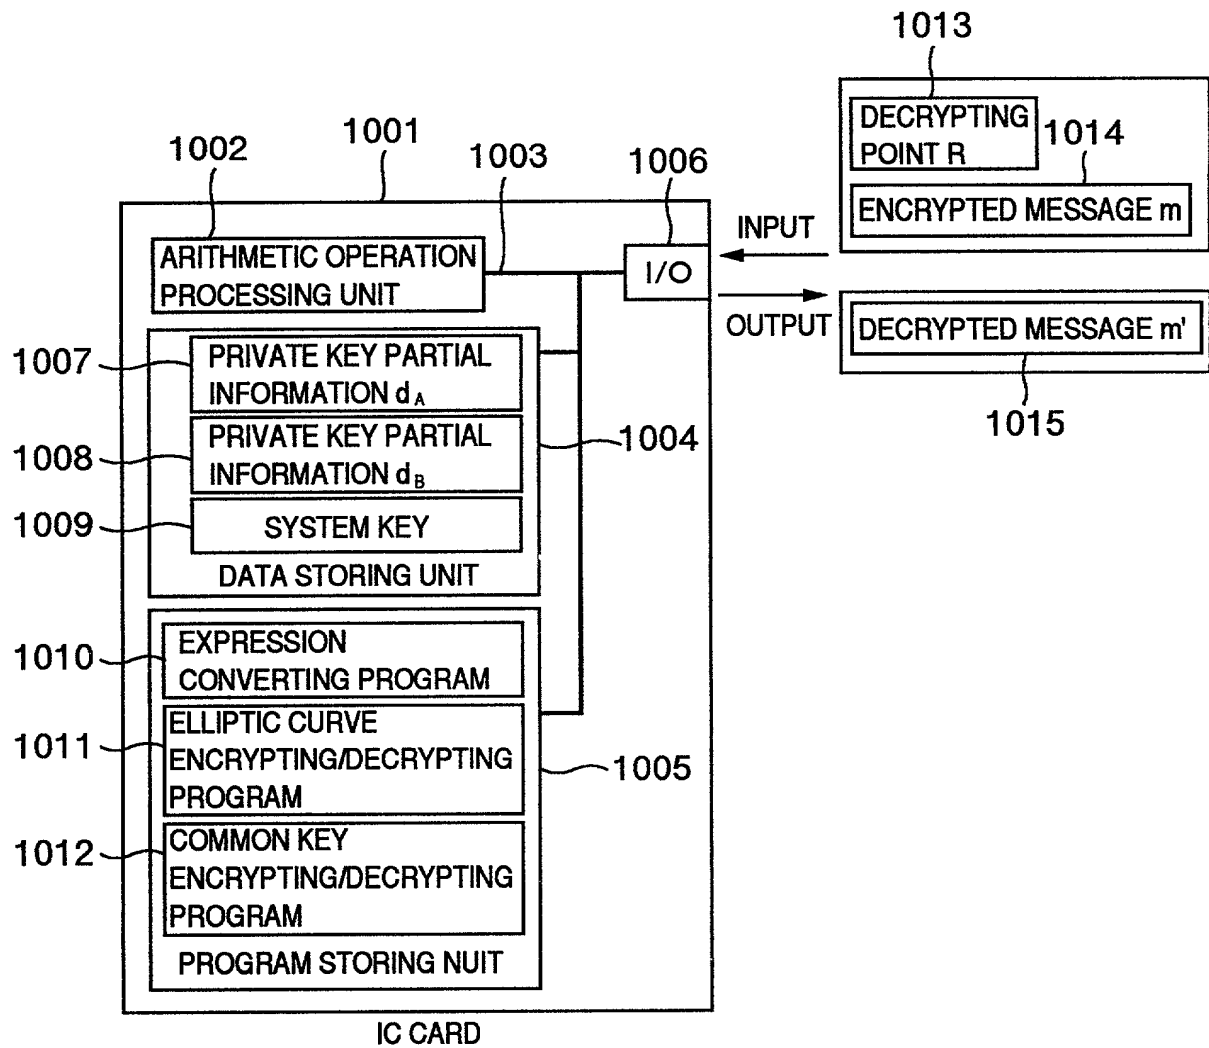 1013
DECRYPTING
POINT R
1014
ENCRYPTED MESSAGE m
1001
1002
1003
1006
INPUT
ARITHMETIC OPERATION
PROCESSING UNIT
I/O
OUTPUT
DECRYPTED MESSAGE m'
1015
1007
PRIVATE KEY PARTIAL
INFORMATION dA
1004
1008
PRIVATE KEY PARTIAL
INFORMATION dB
1009
SYSTEM KEY
DATA STORING UNIT
1010
EXPRESSION
CONVERTING PROGRAM
1011
ELLIPTIC CURVE
ENCRYPTING/DECRYPTING
PROGRAM
1005
1012
COMMON KEY
ENCRYPTING/DECRYPTING
PROGRAM
PROGRAM STORING NUIT
IC CARD